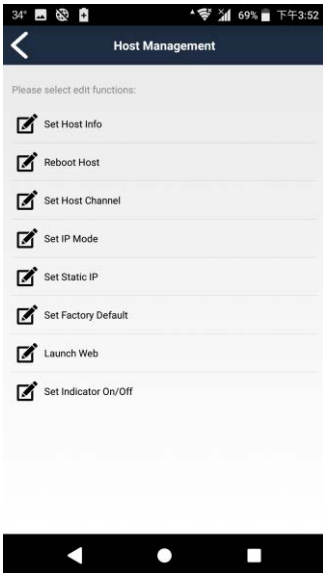 34° 69% 下午3:52
Host Management
Please select edit functions:
Set Host Info
Reboot Host
Set Host Channel
Set IP Mode
Set Static IP
Set Factory Default
Launch Web
Set Indicator On/Off